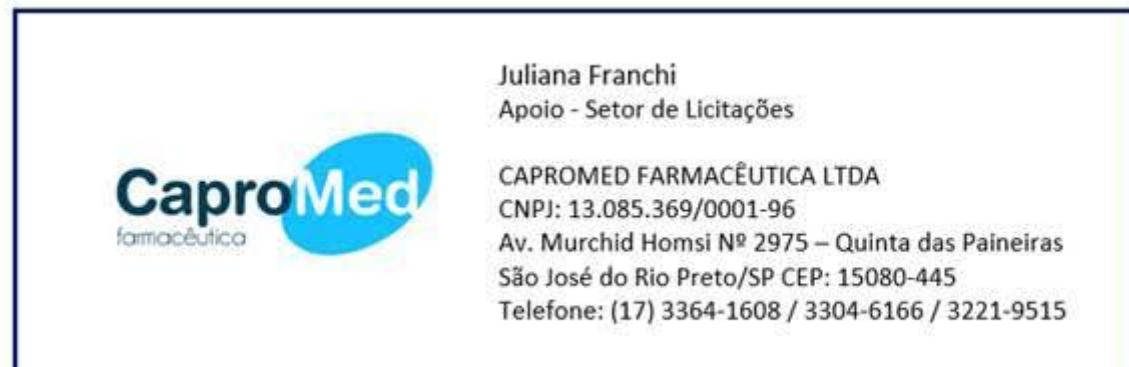 CaproMed
farmacêutica
Juliana Franchi
Apoio - Setor de Licitações
CAPROMED FARMACÊUTICA LTDA
CNPJ: 13.085.369/0001-96
Av. Murchid Homsi Nº 2975 – Quinta das Paineiras
São José do Rio Preto/SP CEP: 15080-445
Telefone: (17) 3364-1608 / 3304-6166 / 3221-9515